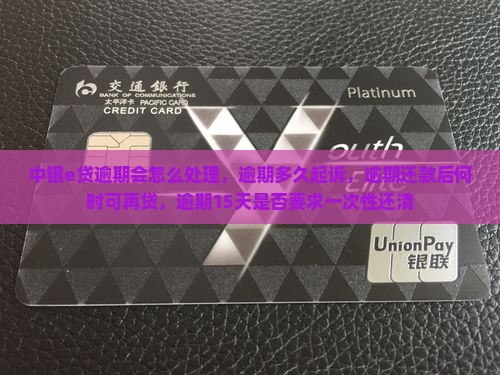 交通銀行
BANK OF COMMUNICATIONS
太平洋卡 PACIFIC CARD
CREDIT CARD
Platinum
outh
Elite
中银e贷逾期会怎么处理，逾期多久起诉，逾期还款后何
时可再贷，逾期15天是否要求一次性还清
UnionPay
银联